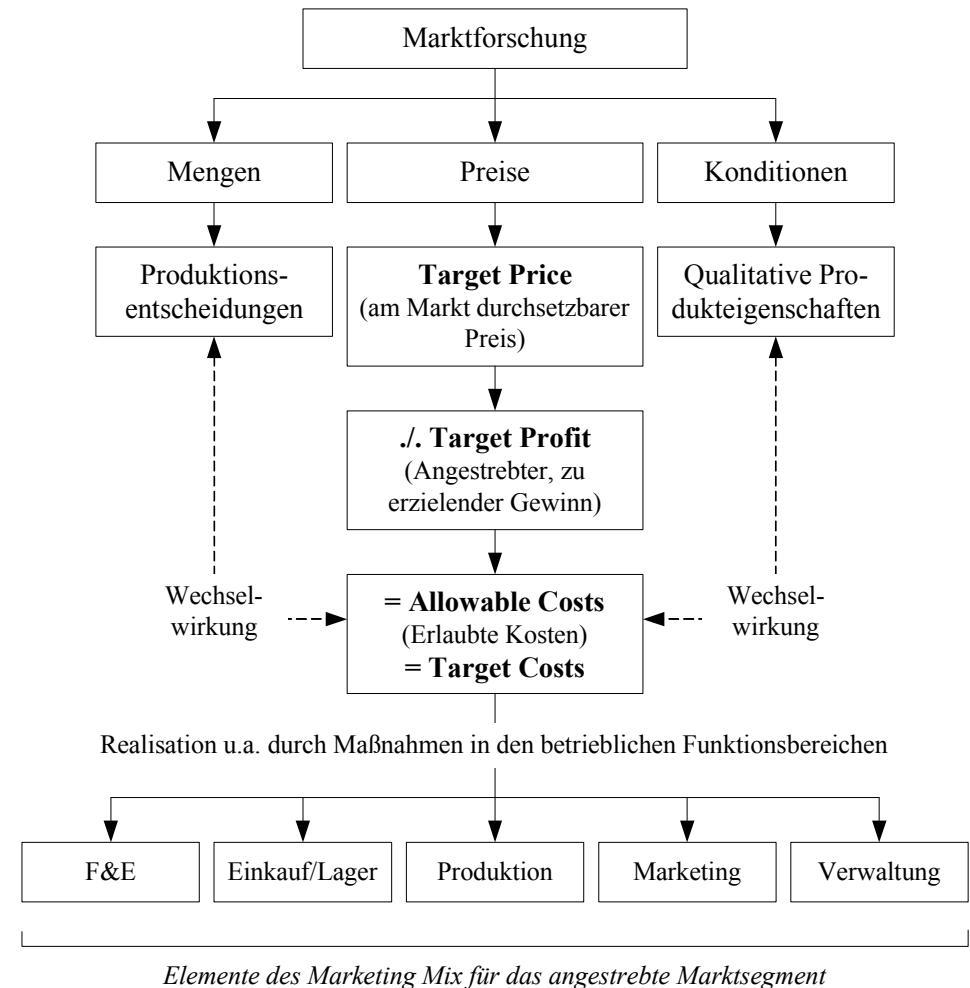 Marktforschung
Mengen
Preise
Konditionen
Produktions-
entscheidungen
Target Price
(am Markt durchsetzbarer
Preis)
Qualitative Pro-
dukteigenschaften
./. Target Profit
(Angestrebter, zu
erzielender Gewinn)
Wechsel-
wirkung
= Allowable Costs
(Erlaubte Kosten)
= Target Costs
Wechsel-
wirkung
Realisation u.a. durch Maßnahmen in den betrieblichen Funktionsbereichen
F&E
Einkauf/Lager
Produktion
Marketing
Verwaltung
Elemente des Marketing Mix für das angestrebte Marktsegment